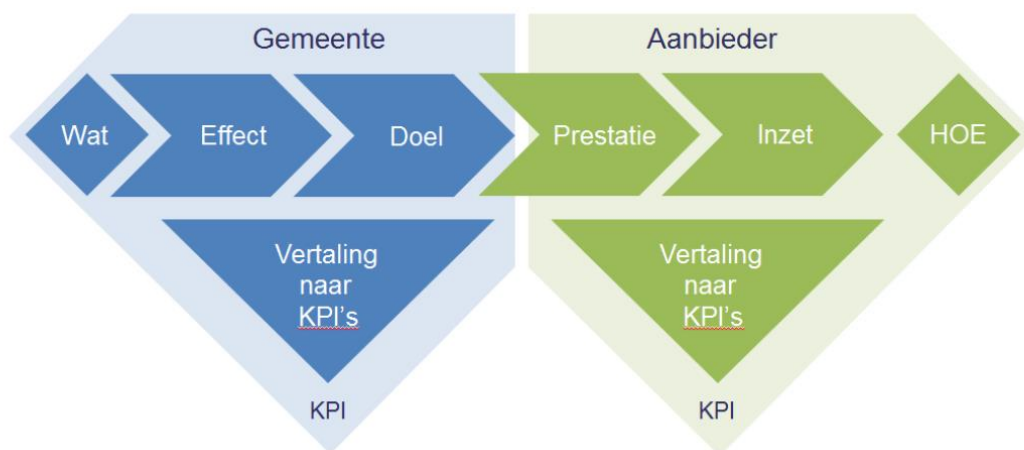 Gemeente
Aanbieder
Wat
Effect
Doel
Prestatie
Inzet
HOE
Vertaling
naar
KPI's
Vertaling
naar
KPI's
KPI
KPI